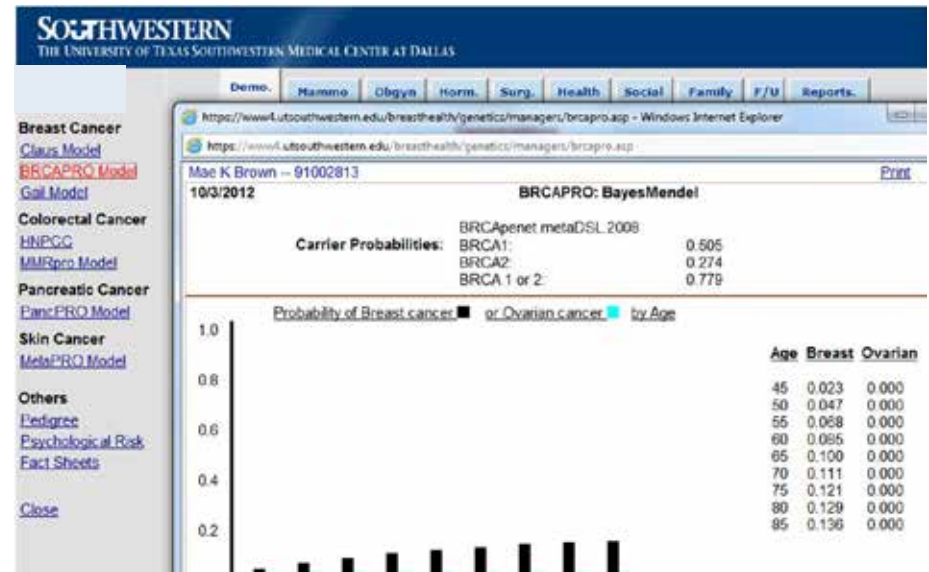 SOUTHWESTERN
THE UNIVERSITY OF TEXAS SOUTHWESTERN MEDICAL CENTER AT DALLAS
Demo. Mammo Obgyn Horm. Surg. Health Social Family F/U Reports.
https://www4.utsouthwestern.edu/breasthealth/genetics/managers/brcapro.asp - Windows Internet Explorer
https://www4.utsouthwestern.edu/breasthealth/genetics/managers/brcapro.asp
Breast Cancer
Claus Model
BRCAPRO Model
Gail Model
Colorectal Cancer
HNPCC
MMRpro Model
Pancreatic Cancer
PancPRO Model
Skin Cancer
MelaPRO Model
Others
Pedigree
Psychological Risk
Fact Sheets
Close
Mae K Brown -- 91002813 Print
10/3/2012 BRCAPRO: BayesMendel
BRCApenet metaDSL.2008
Carrier Probabilities: BRCA1: 0.505
BRCA2: 0.274
BRCA 1 or 2: 0.779
Probability of Breast cancer or Ovarian cancer by Age
1.0
0.8
0.6
0.4
0.2
Age Breast Ovarian
45 0.023 0.000
50 0.047 0.000
55 0.068 0.000
60 0.085 0.000
65 0.100 0.000
70 0.111 0.000
75 0.121 0.000
80 0.129 0.000
85 0.136 0.000